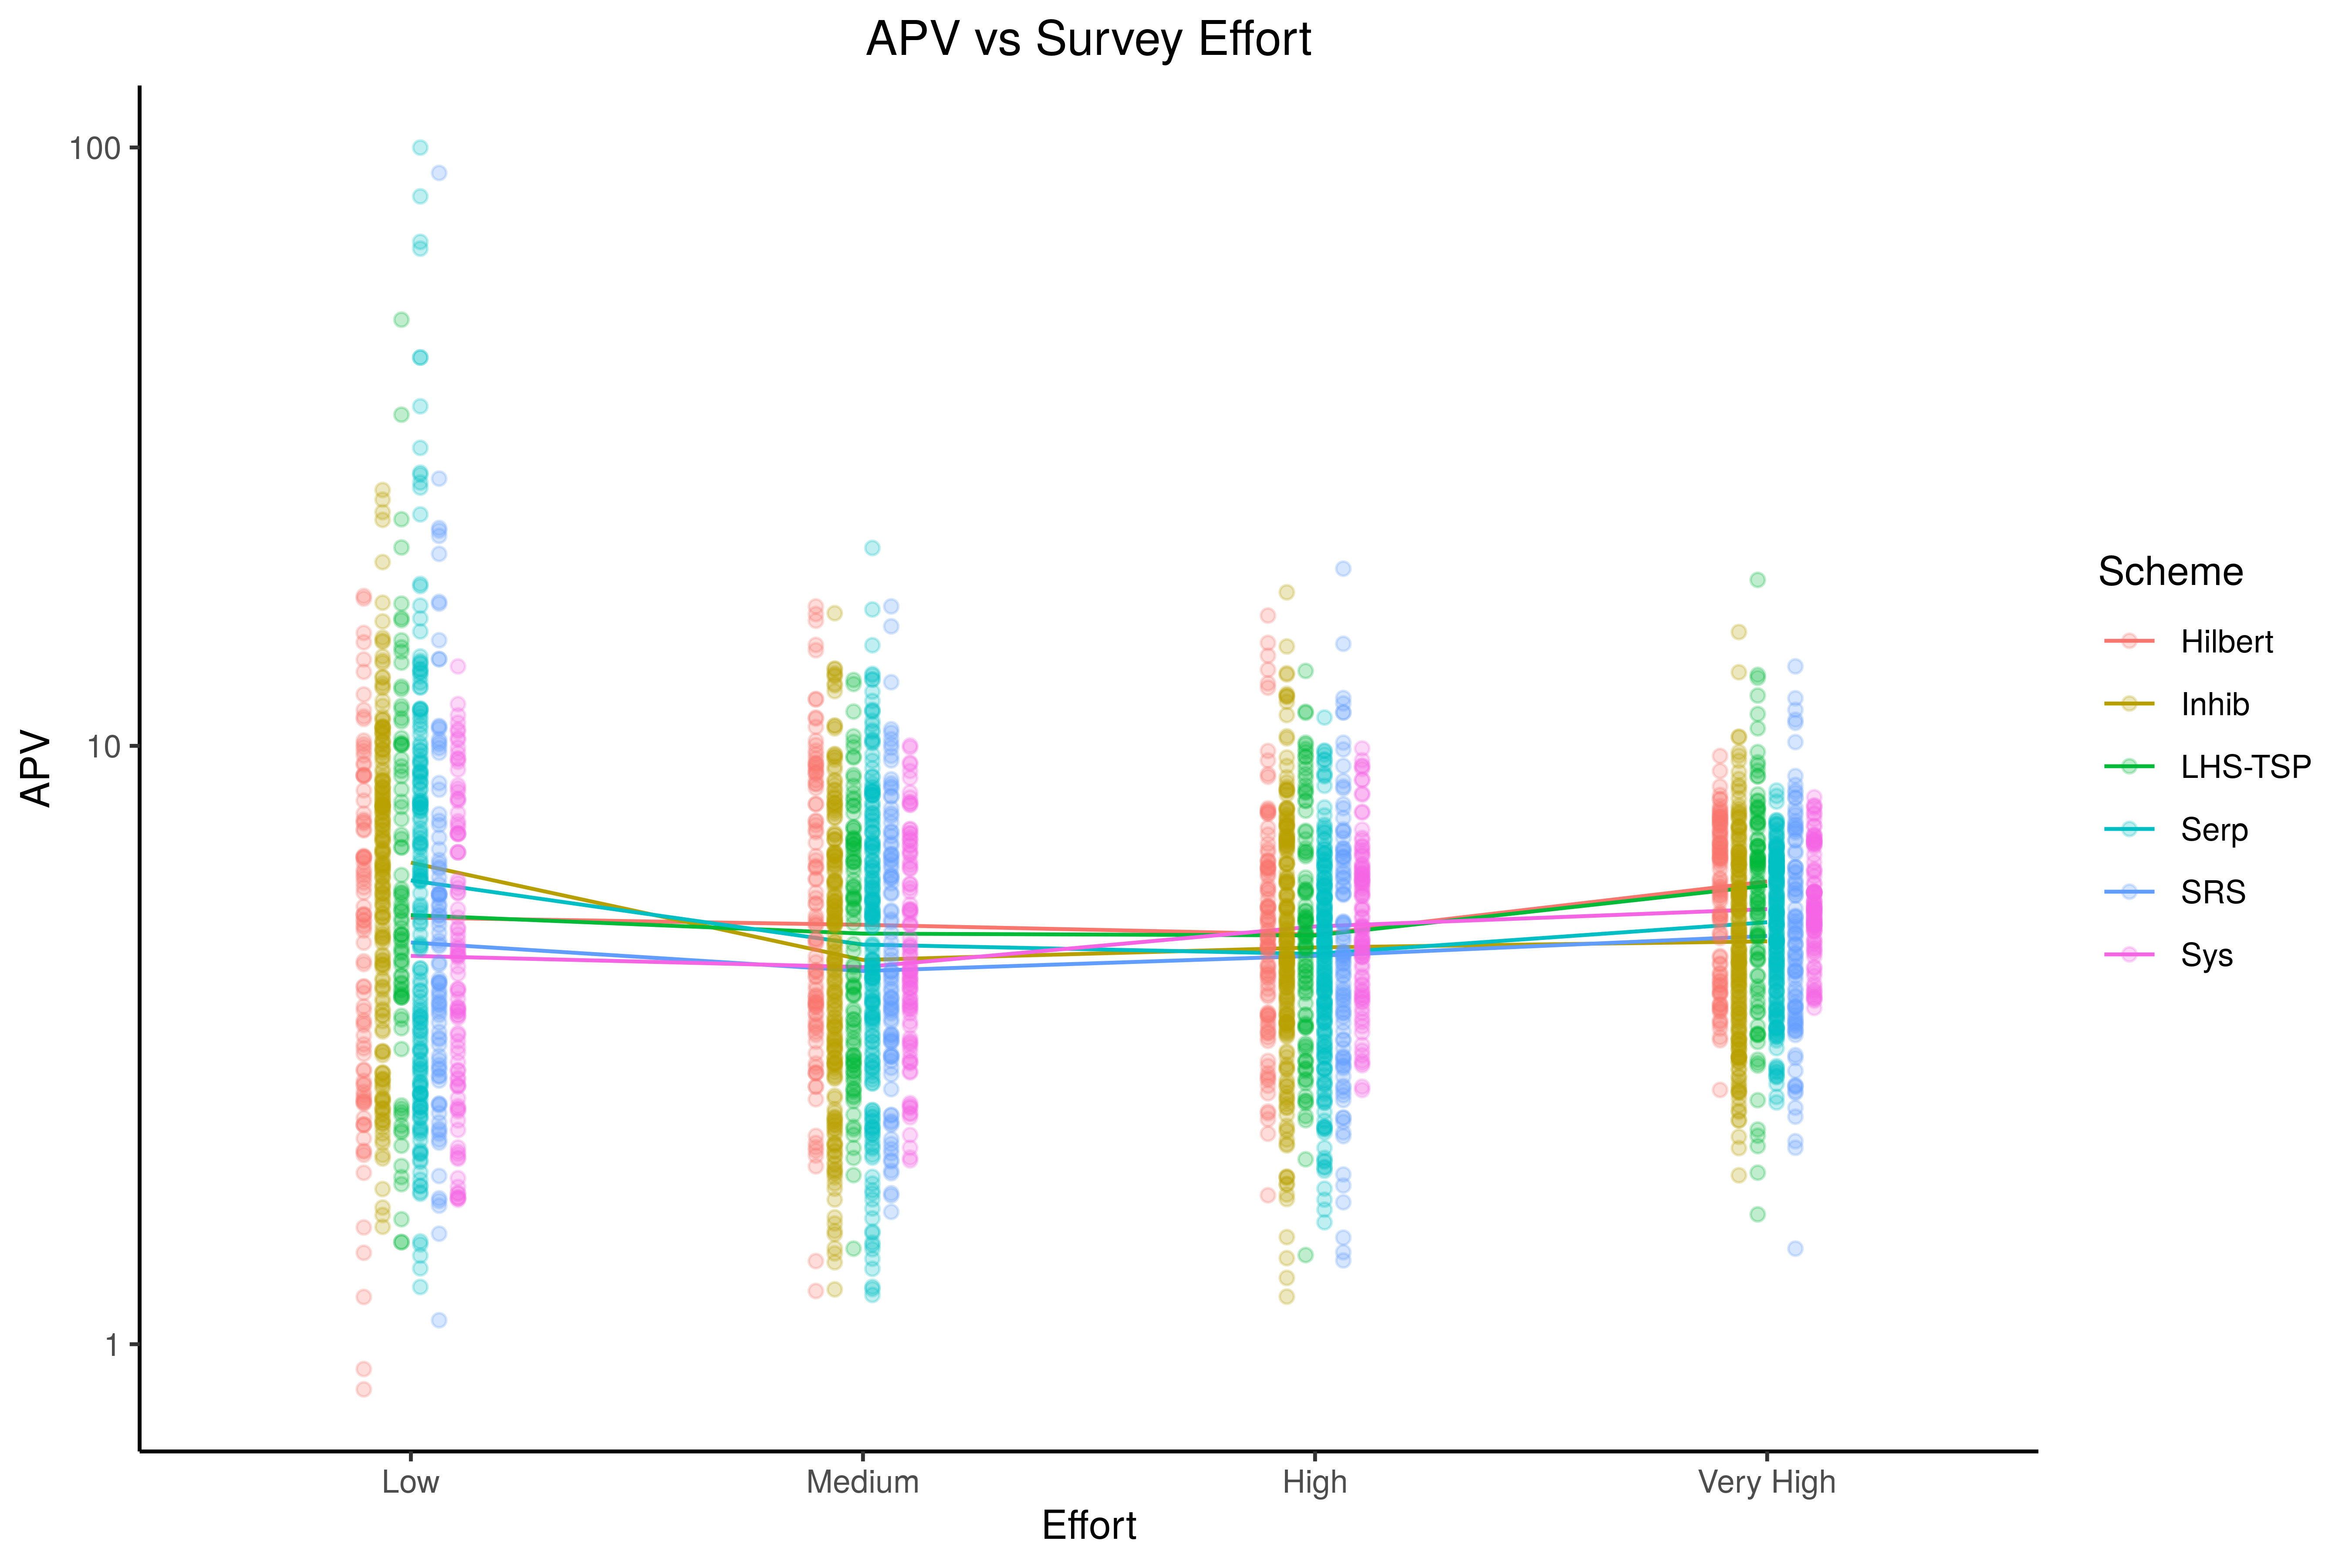 APV vs Survey Effort
100
10
1
APV
Low
Medium
High
Very High
Effort
Scheme
Hilbert
Inhib
LHS-TSP
Serp
SRS
Sys